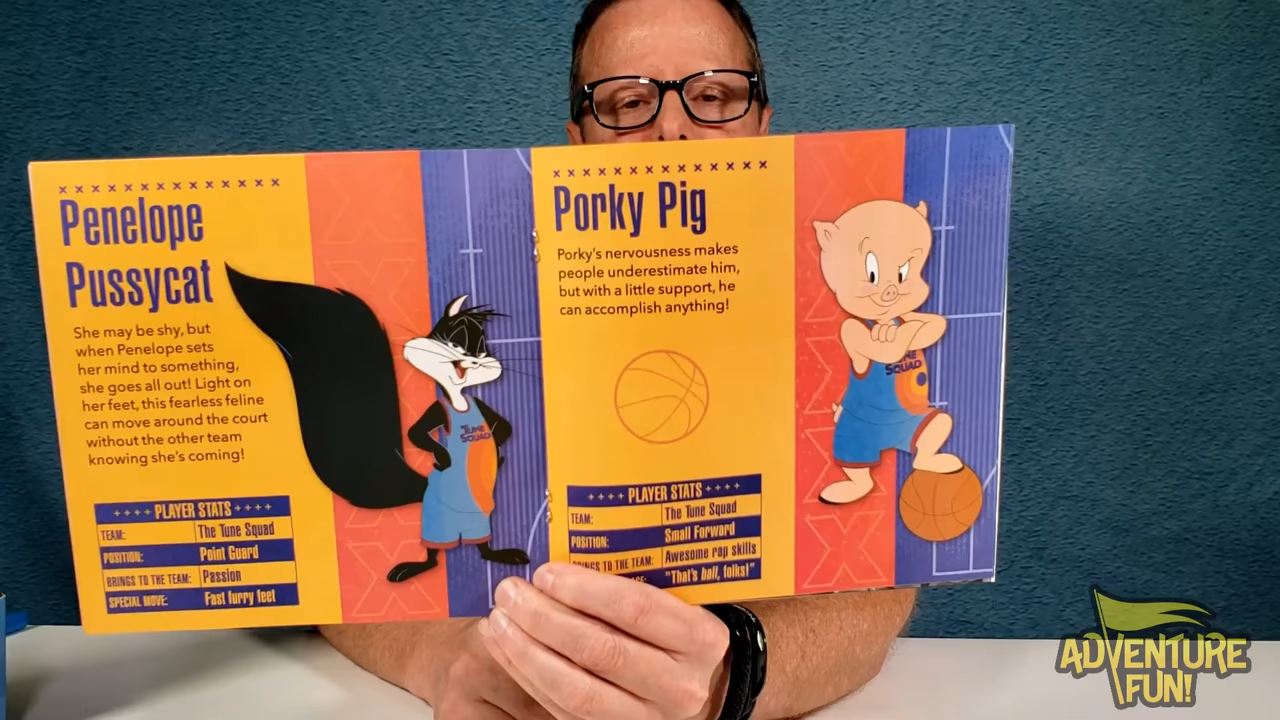 Penelope
Pussycat
She may be shy, but
when Penelope sets
her mind to something,
she goes all out! Light on
her feet, this fearless feline
can move around the court
without the other team
knowing she's coming!
PLAYER STATS
TEAM: The Tune Squad
POSITION: Point Guard
BRINGS TO THE TEAM: Passion
SPECIAL MOVE: Fast furry feet
TUNE
SQUAD
Porky Pig
Porky's nervousness makes
people underestimate him,
but with a little support, he
can accomplish anything!
PLAYER STATS
TEAM: The Tune Squad
POSITION: Small Forward
BRINGS TO THE TEAM: Awesome rap skills
"That's ball, folks!"
TUNE
SQUAD
ADVENTURE
FUN!